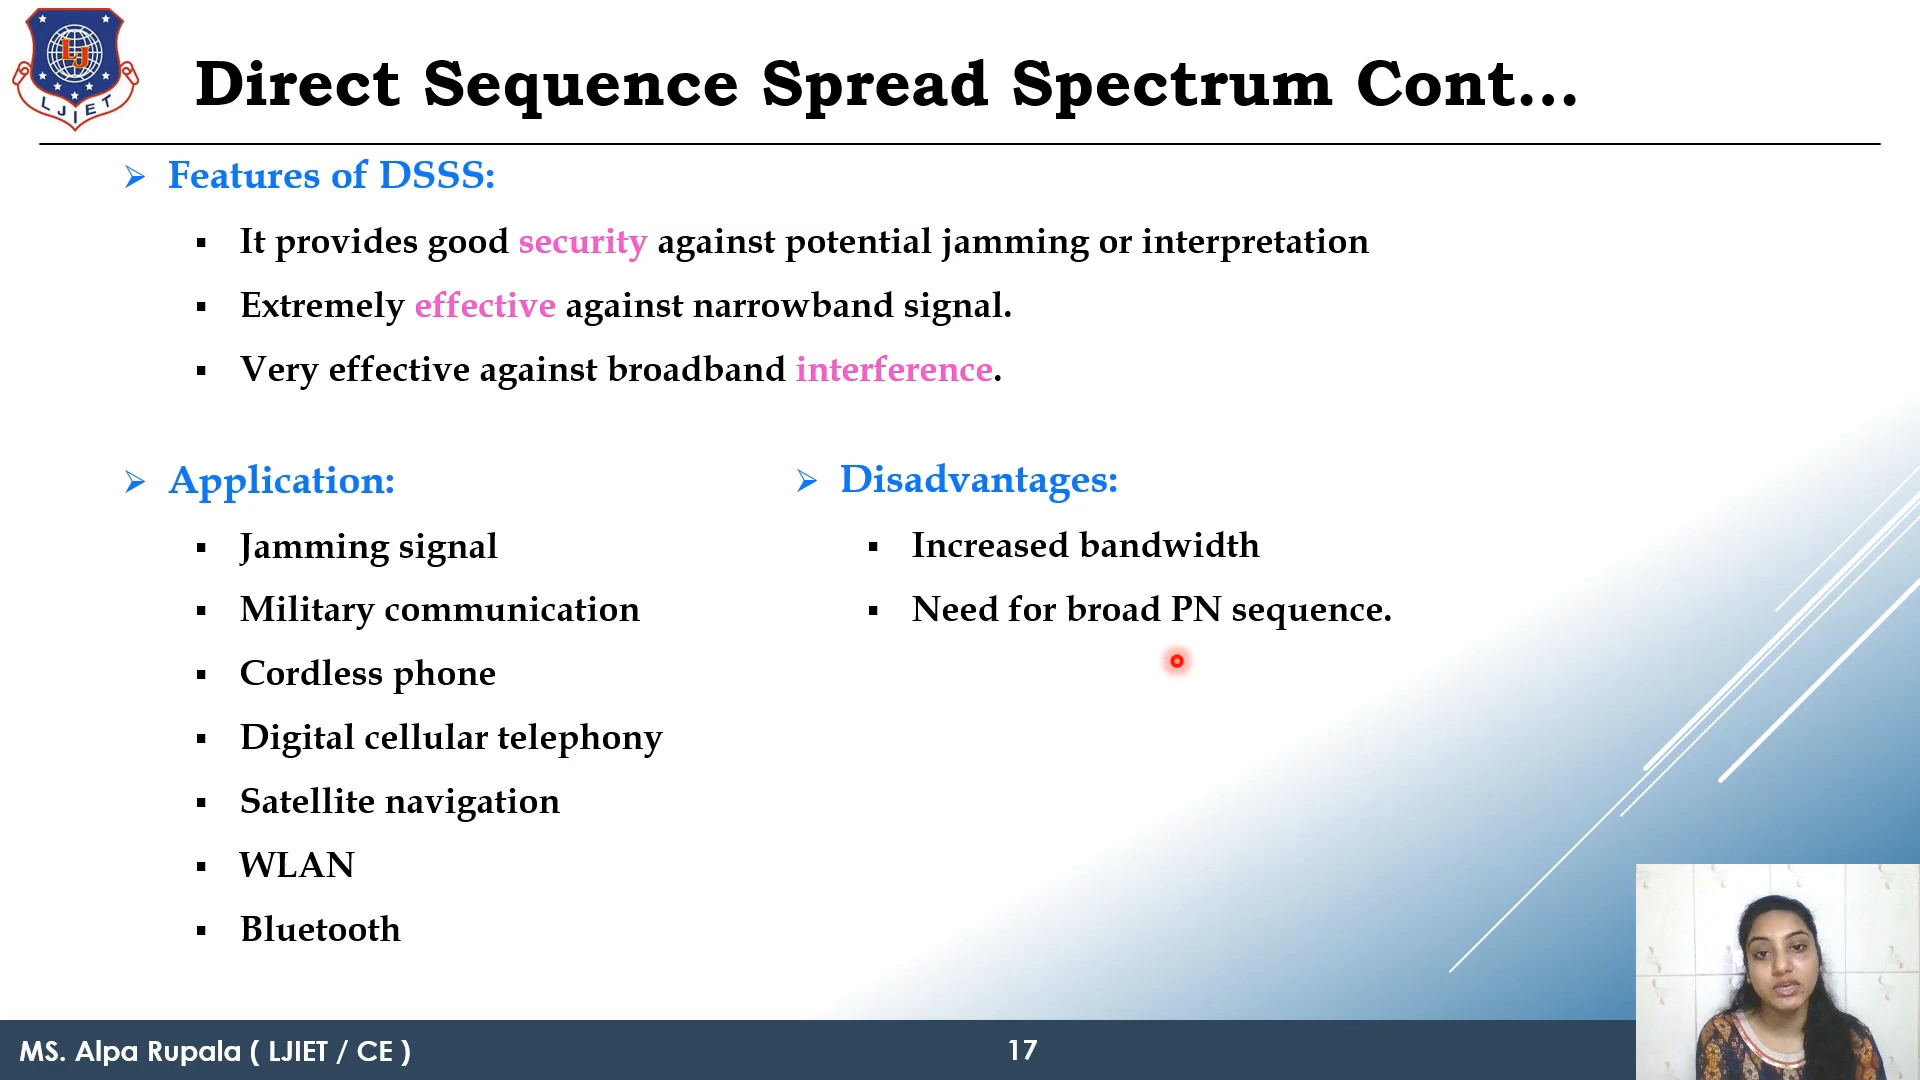 LJ
LJIET
Direct Sequence Spread Spectrum Cont...
Features of DSSS:
It provides good security against potential jamming or interpretation
Extremely effective against narrowband signal.
Very effective against broadband interference.
Application:
Jamming signal
Military communication
Cordless phone
Digital cellular telephony
Satellite navigation
WLAN
Bluetooth
Disadvantages:
Increased bandwidth
Need for broad PN sequence.
MS. Alpa Rupala ( LJIET / CE )
17